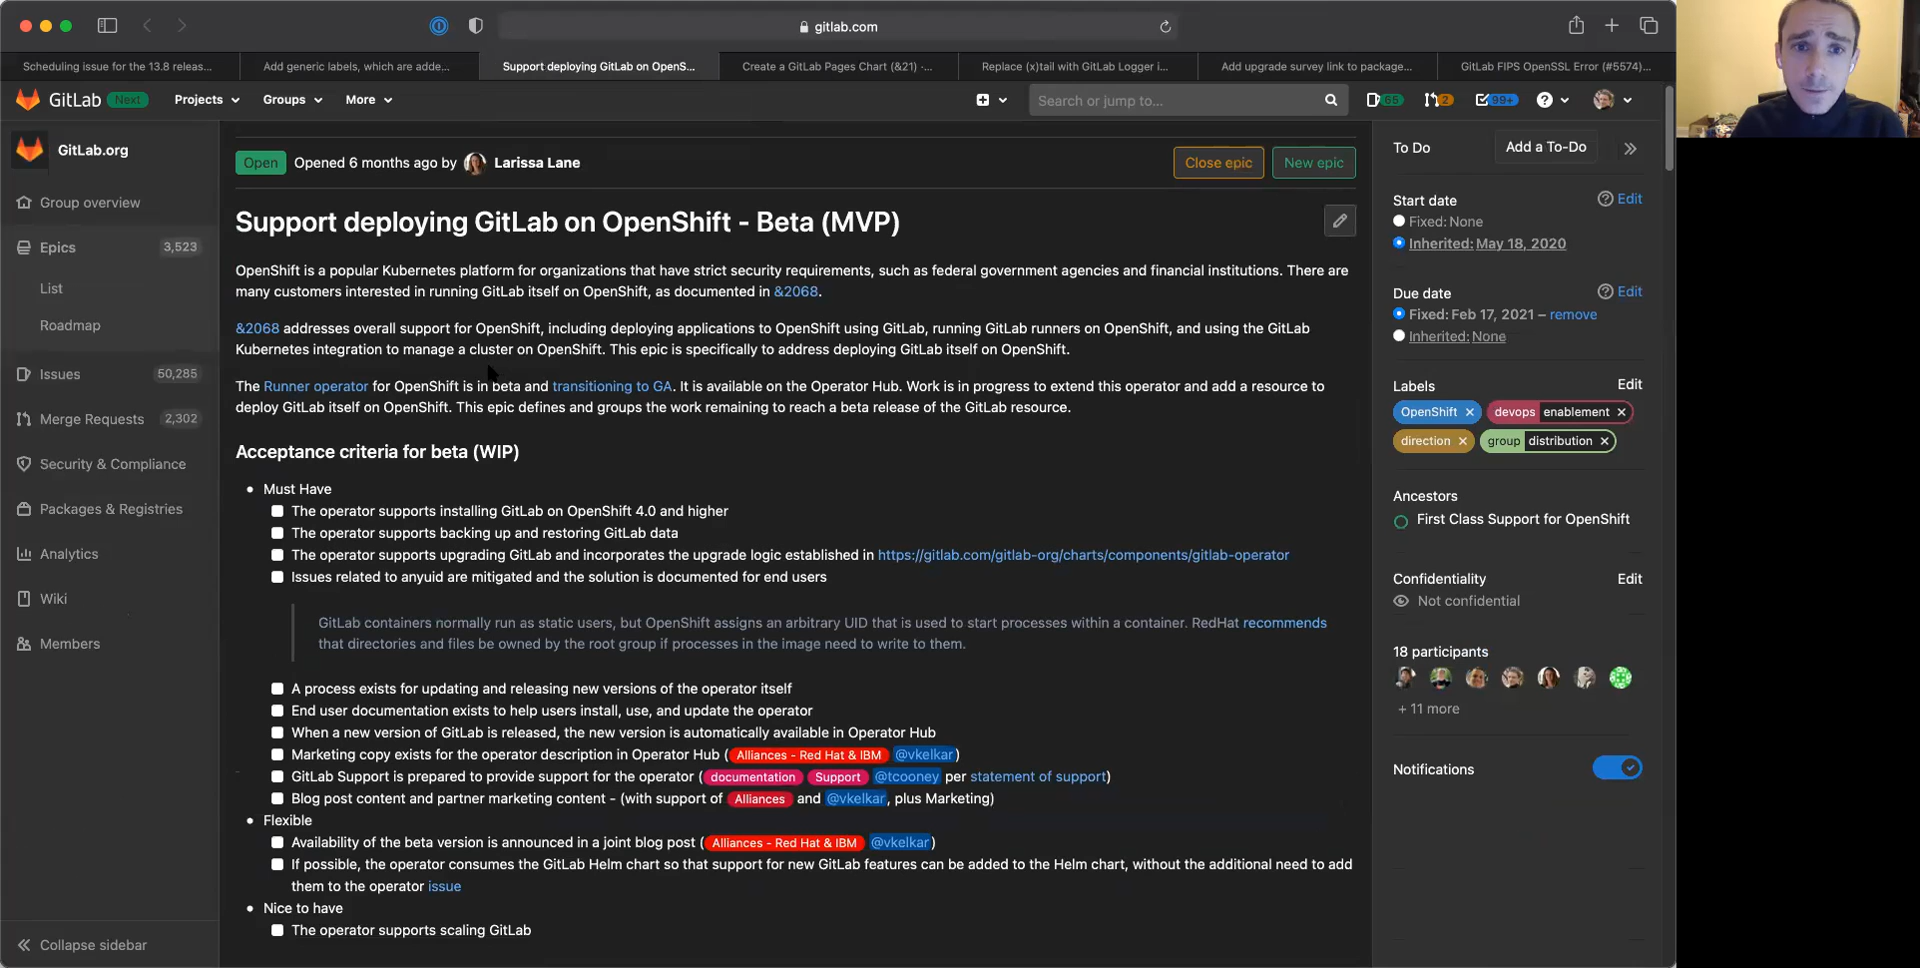 gitlab.com
Scheduling issue for the 13.8 releas...
Add generic labels, which are adde...
Support deploying GitLab on OpenS...
Create a GitLab Pages Chart (&21) ·...
Replace (x)tail with GitLab Logger i...
Add upgrade survey link to package...
GitLab FIPS OpenSSL Error (#5574)...
GitLab Next Projects Groups More Search or jump to... 65 2 99+
GitLab.org
Group overview
Epics 3,523
List
Roadmap
Issues 50,285
Merge Requests 2,302
Security & Compliance
Packages & Registries
Analytics
Wiki
Members
Collapse sidebar
Open Opened 6 months ago by Larissa Lane Close epic New epic
Support deploying GitLab on OpenShift - Beta (MVP)
OpenShift is a popular Kubernetes platform for organizations that have strict security requirements, such as federal government agencies and financial institutions. There are
many customers interested in running GitLab itself on OpenShift, as documented in &2068.
&2068 addresses overall support for OpenShift, including deploying applications to OpenShift using GitLab, running GitLab runners on OpenShift, and using the GitLab
Kubernetes integration to manage a cluster on OpenShift. This epic is specifically to address deploying GitLab itself on OpenShift.
The Runner operator for OpenShift is in beta and transitioning to GA. It is available on the Operator Hub. Work is in progress to extend this operator and add a resource to
deploy GitLab itself on OpenShift. This epic defines and groups the work remaining to reach a beta release of the GitLab resource.
Acceptance criteria for beta (WIP)
• Must Have
The operator supports installing GitLab on OpenShift 4.0 and higher
The operator supports backing up and restoring GitLab data
The operator supports upgrading GitLab and incorporates the upgrade logic established in https://gitlab.com/gitlab-org/charts/components/gitlab-operator
Issues related to anyuid are mitigated and the solution is documented for end users
GitLab containers normally run as static users, but OpenShift assigns an arbitrary UID that is used to start processes within a container. RedHat recommends
that directories and files be owned by the root group if processes in the image need to write to them.
A process exists for updating and releasing new versions of the operator itself
End user documentation exists to help users install, use, and update the operator
When a new version of GitLab is released, the new version is automatically available in Operator Hub
Marketing copy exists for the operator description in Operator Hub (Alliances - Red Hat & IBM @vkelkar)
GitLab Support is prepared to provide support for the operator (documentation Support @tcooney per statement of support)
Blog post content and partner marketing content - (with support of Alliances and @vkelkar, plus Marketing)
• Flexible
Availability of the beta version is announced in a joint blog post (Alliances - Red Hat & IBM @vkelkar)
If possible, the operator consumes the GitLab Helm chart so that support for new GitLab features can be added to the Helm chart, without the additional need to add
them to the operator issue
• Nice to have
The operator supports scaling GitLab
To Do Add a To-Do
Start date Edit
Fixed: None
Inherited: May 18, 2020
Due date Edit
Fixed: Feb 17, 2021 – remove
Inherited: None
Labels Edit
OpenShift × devops enablement ×
direction × group distribution ×
Ancestors
First Class Support for OpenShift
Confidentiality Edit
Not confidential
18 participants
+ 11 more
Notifications